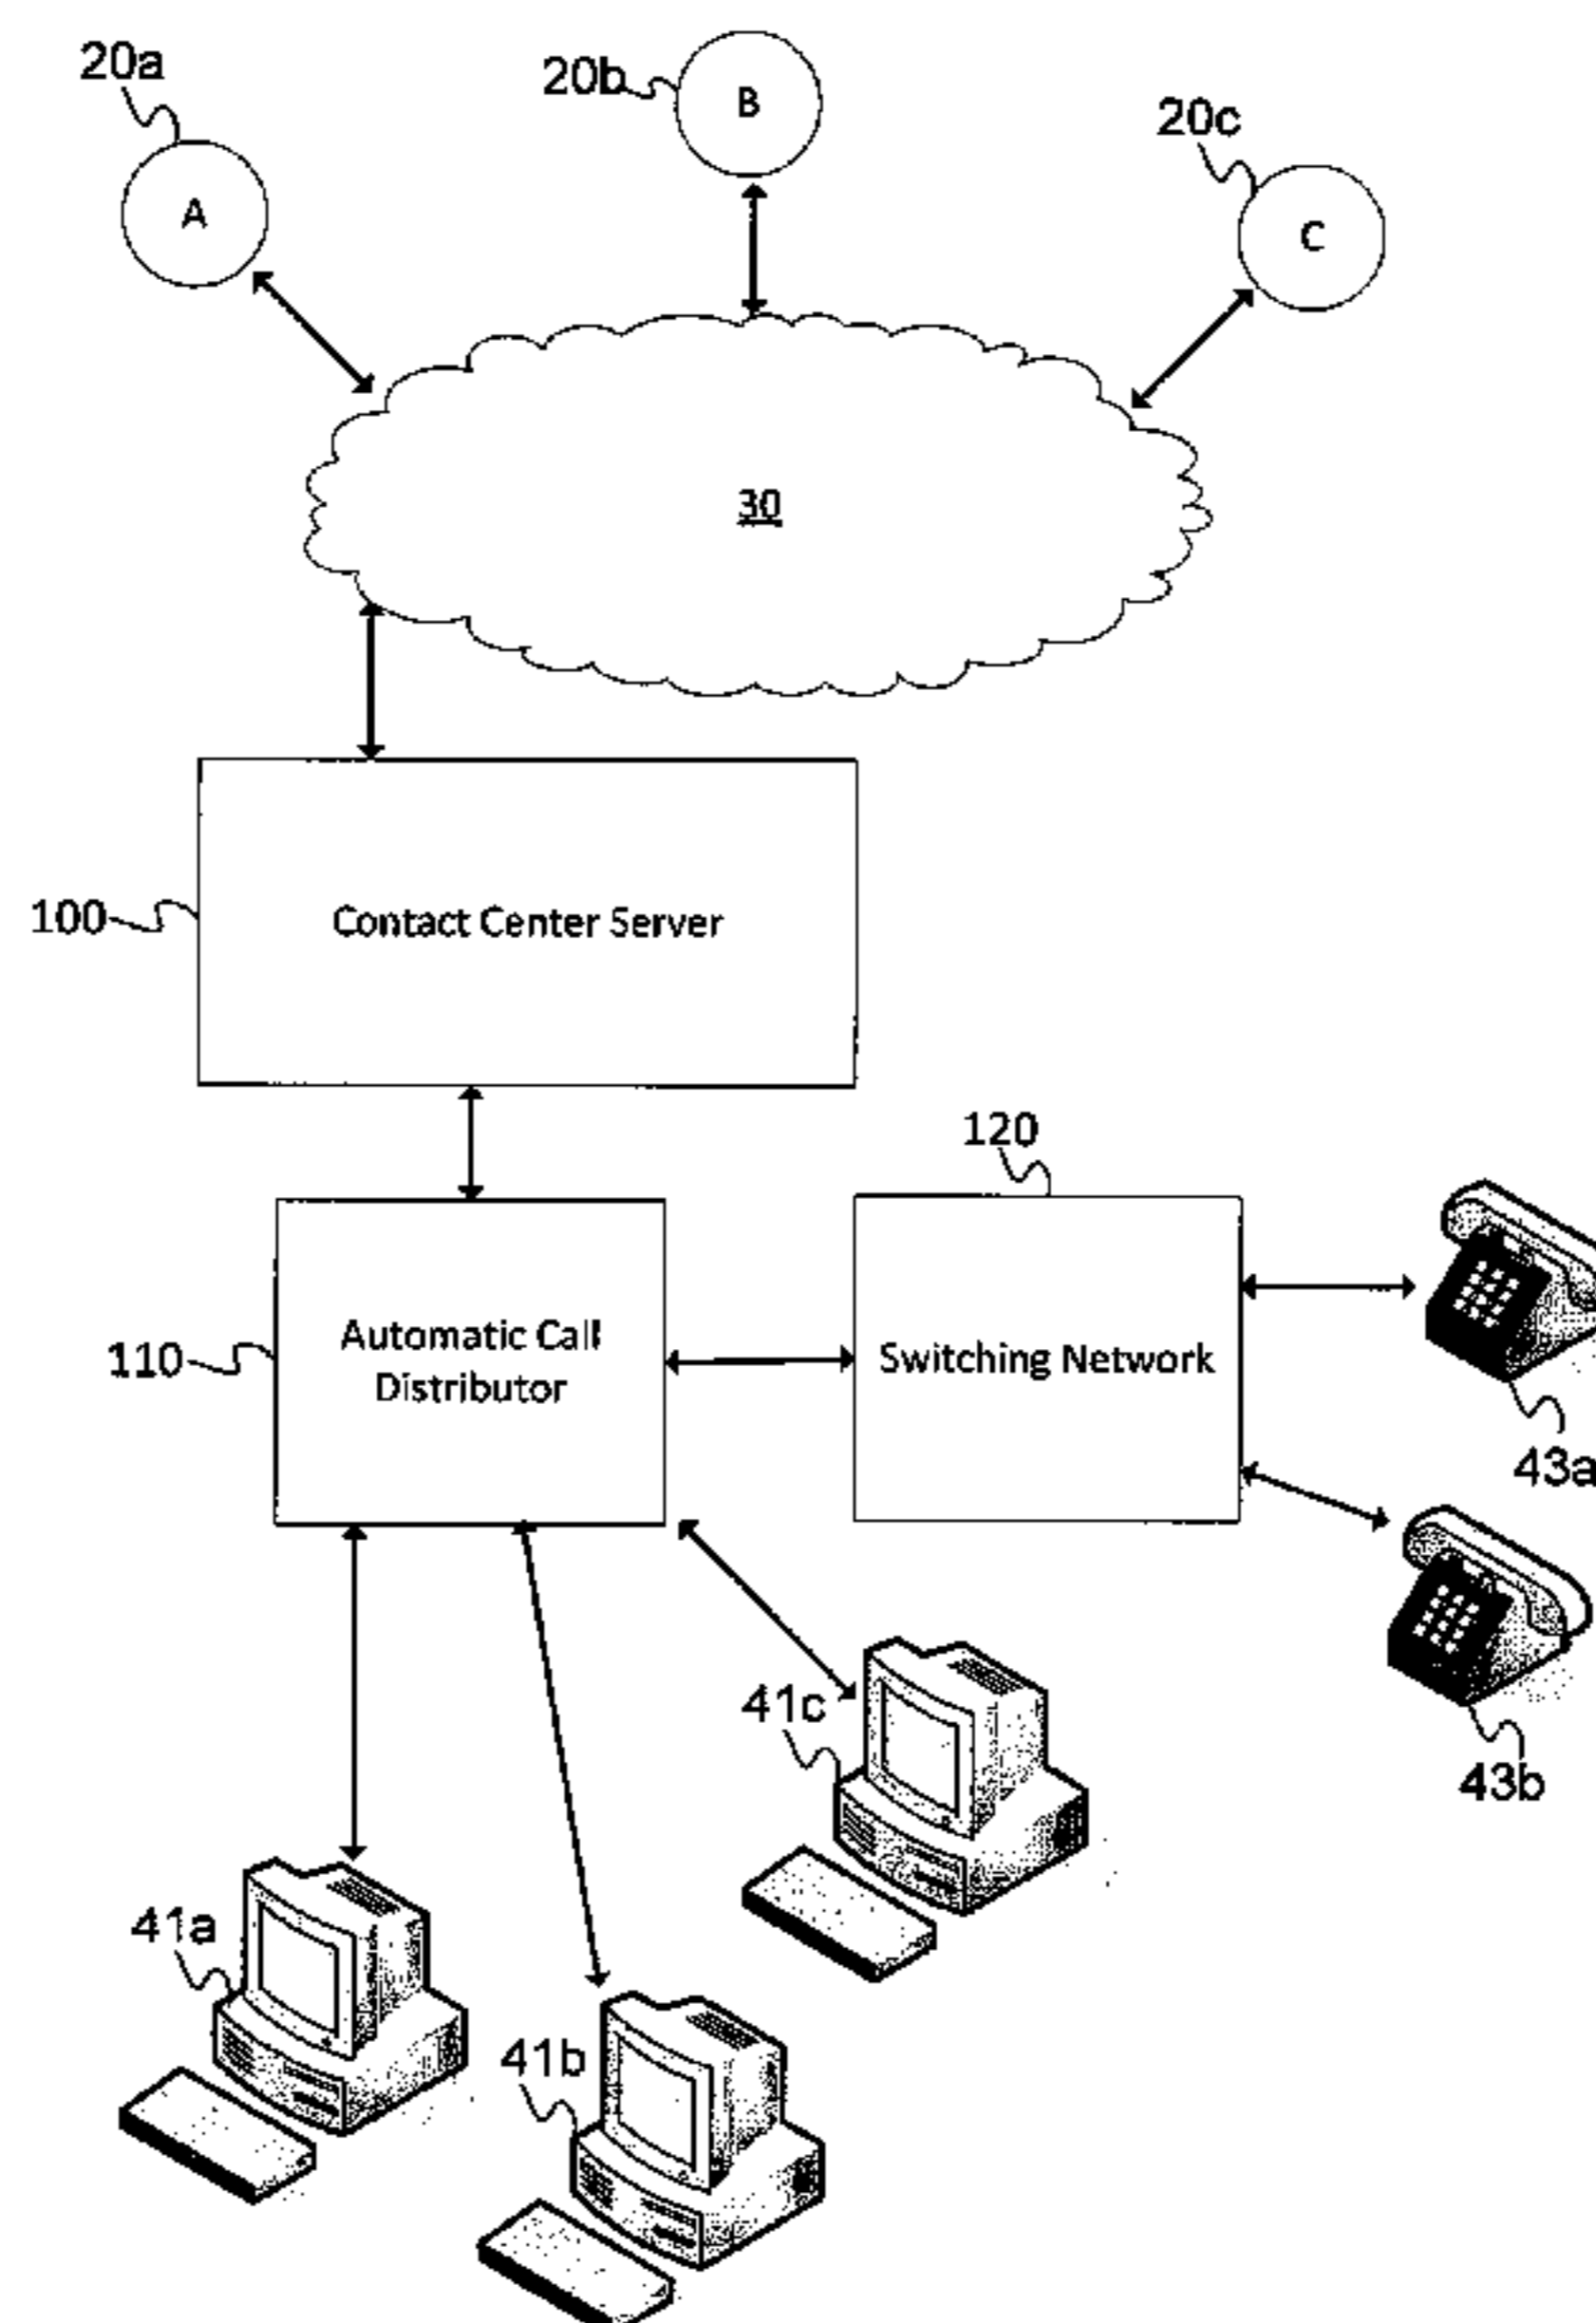 20a
20b
B
20c
A
C
30
100
Contact Center Server
120
110
Automatic Call
Distributor
Switching Network
43a
41c
43b
41a
41b